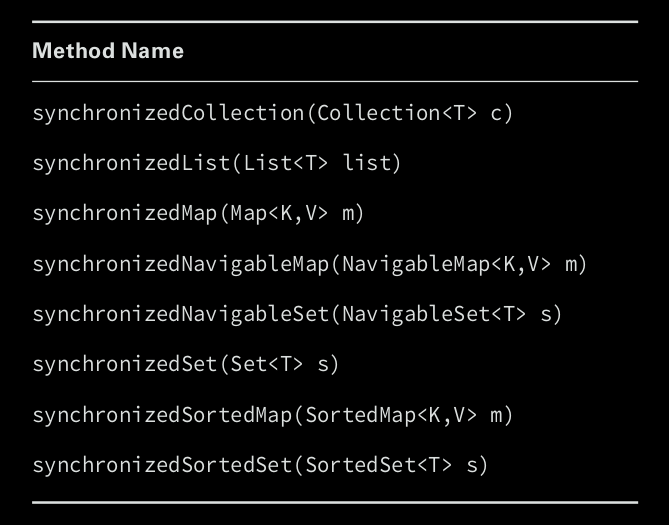 Method Name
synchronizedCollection(Collection<T> c)
synchronizedList(List<T> list)
synchronizedMap(Map<K,V> m)
synchronizedNavigableMap(NavigableMap<K,V> m)
synchronizedNavigableSet(NavigableSet<T> s)
synchronizedSet(Set<T> s)
synchronizedSortedMap(SortedMap<K,V> m)
synchronizedSortedSet(SortedSet<T> s)